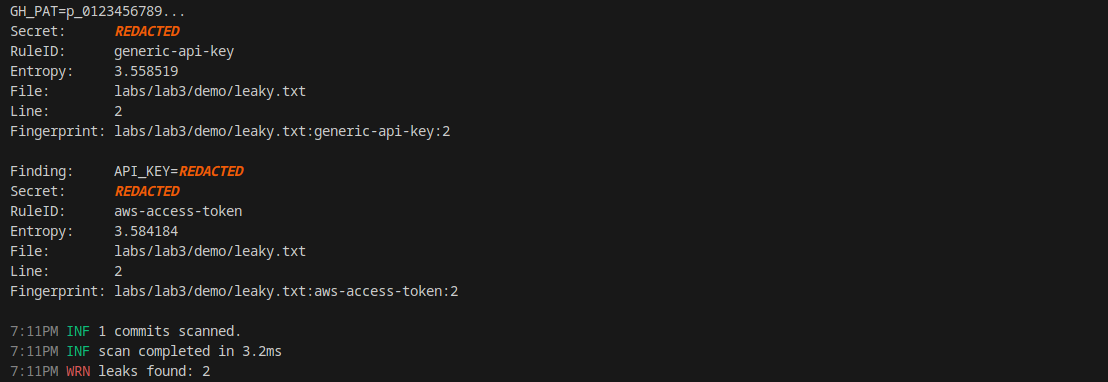 GH_PAT=p_0123456789...
Secret: REDACTED
RuleID: generic-api-key
Entropy: 3.558519
File: labs/lab3/demo/leaky.txt
Line: 2
Fingerprint: labs/lab3/demo/leaky.txt:generic-api-key:2
Finding: API_KEY=REDACTED
Secret: REDACTED
RuleID: aws-access-token
Entropy: 3.584184
File: labs/lab3/demo/leaky.txt
Line: 2
Fingerprint: labs/lab3/demo/leaky.txt:aws-access-token:2
7:11PM INF 1 commits scanned.
7:11PM INF scan completed in 3.2ms
7:11PM WRN leaks found: 2